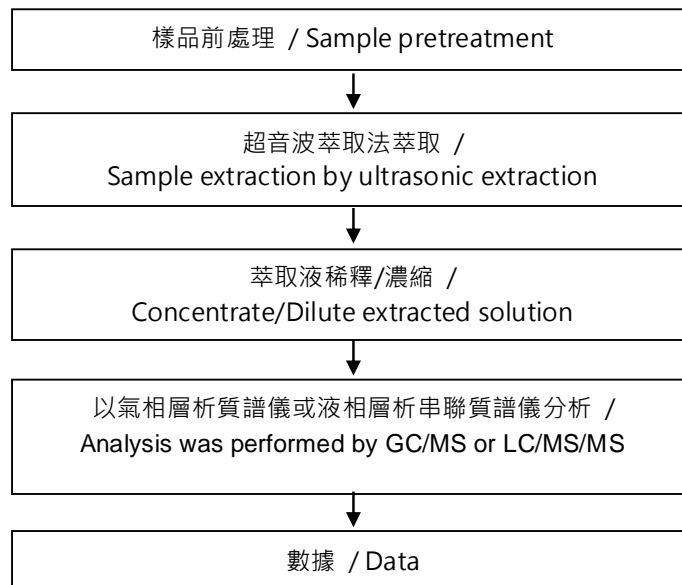 樣品前處理 / Sample pretreatment
超音波萃取法萃取 /
Sample extraction by ultrasonic extraction
萃取液稀釋/濃縮 /
Concentrate/Dilute extracted solution
以氣相層析質譜儀或液相層析串聯質譜儀分析 /
Analysis was performed by GC/MS or LC/MS/MS
數據 / Data